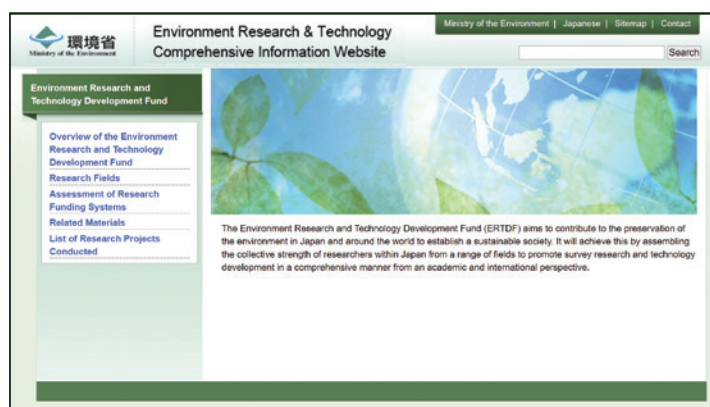 環境省
Ministry of the Environment
Environment Research & Technology
Comprehensive Information Website
Ministry of the Environment | Japanese | Sitemap | Contact
Search
Environment Research and
Technology Development Fund
Overview of the Environment
Research and Technology
Development Fund
Research Fields
Assessment of Research
Funding Systems
Related Materials
List of Research Projects
Conducted
The Environment Research and Technology Development Fund (ERTDF) aims to contribute to the preservation of
the environment in Japan and around the world to establish a sustainable society. It will achieve this by assembling
the collective strength of researchers within Japan from a range of fields to promote survey research and technology
development in a comprehensive manner from an academic and international perspective.